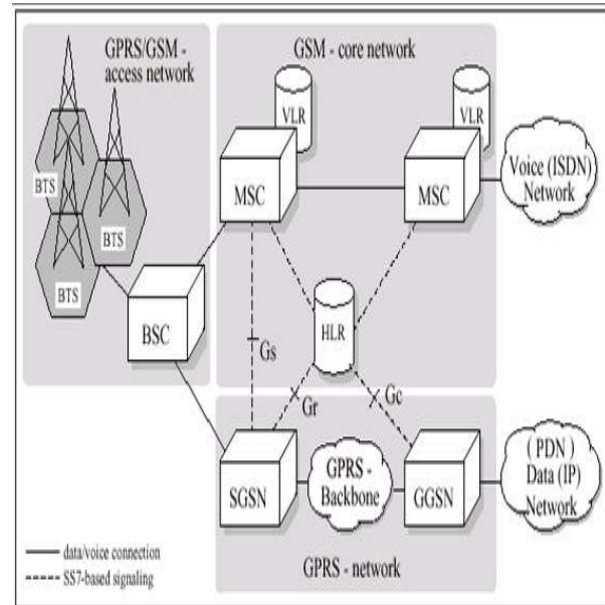 GPRS/GSM -
access network
GSM - core network
VLR
VLR
BTS
BTS
BTS
MSC
MSC
Voice (ISDN)
Network
BSC
HLR
Gs
Gr
Gc
SGSN
GPRS -
Backbone
GGSN
( PDN )
Data (IP)
Network
data/voice connection
SS7-based signaling
GPRS - network